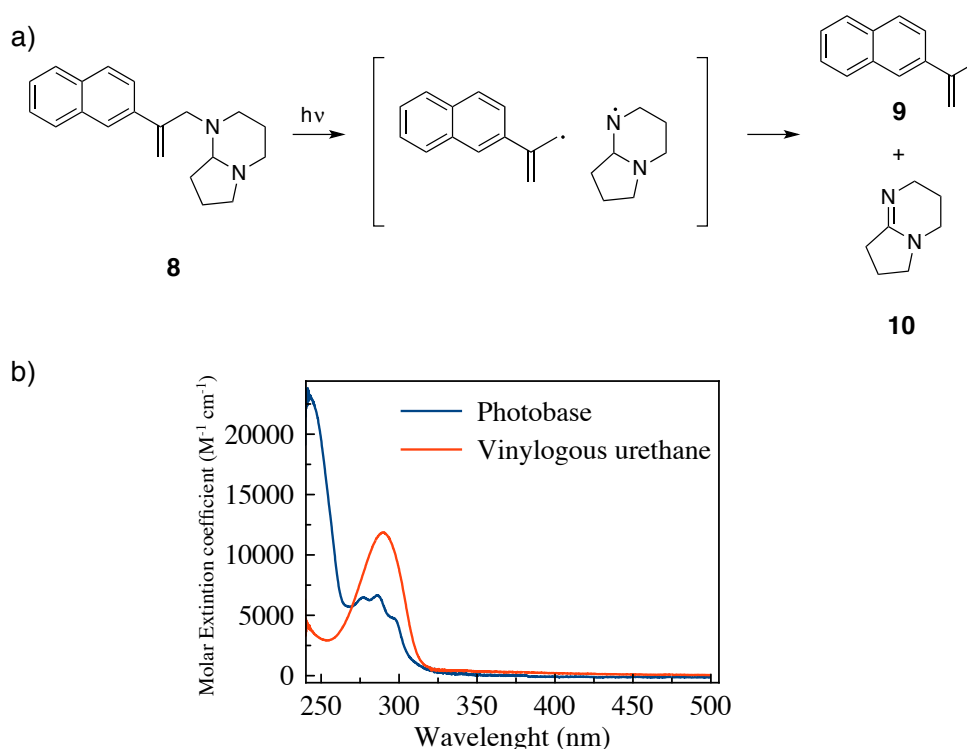 a)
N
N
8
hν
N
N
9
+
N
N
10
b)
Molar Extintion coefficient (M⁻¹ cm⁻¹)
Photobase
Vinylogous urethane
20000
15000
10000
5000
0
250 300 350 400 450 500
Wavelenght (nm)